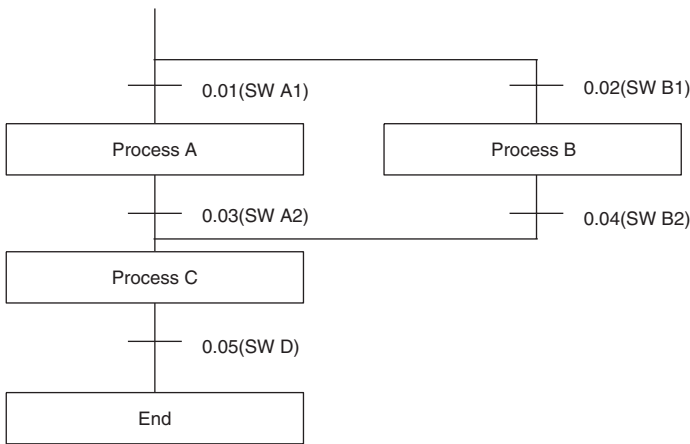 0.01(SW A1)
0.02(SW B1)
Process A
Process B
0.03(SW A2)
0.04(SW B2)
Process C
0.05(SW D)
End